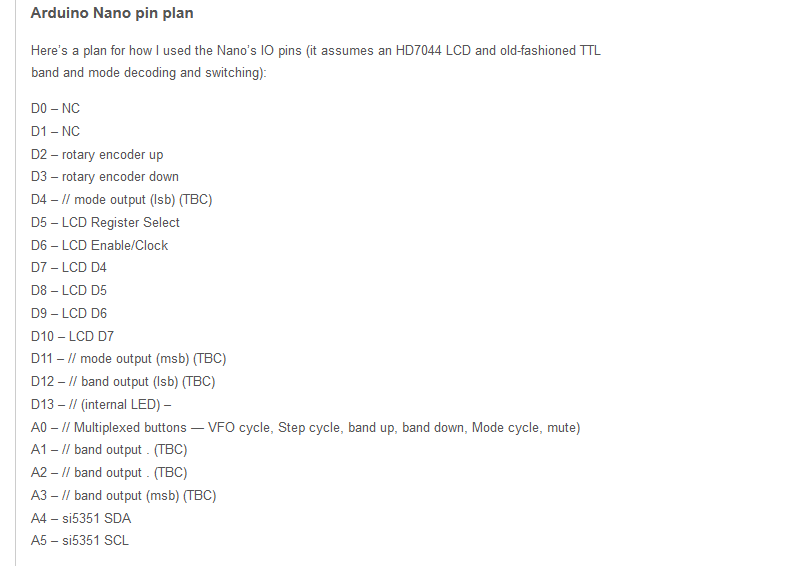 Arduino Nano pin plan
Here's a plan for how I used the Nano's IO pins (it assumes an HD7044 LCD and old-fashioned TTL
band and mode decoding and switching):
D0 – NC
D1 – NC
D2 – rotary encoder up
D3 – rotary encoder down
D4 – // mode output (lsb) (TBC)
D5 – LCD Register Select
D6 – LCD Enable/Clock
D7 – LCD D4
D8 – LCD D5
D9 – LCD D6
D10 – LCD D7
D11 – // mode output (msb) (TBC)
D12 – // band output (lsb) (TBC)
D13 – // (internal LED) –
A0 – // Multiplexed buttons — VFO cycle, Step cycle, band up, band down, Mode cycle, mute)
A1 – // band output . (TBC)
A2 – // band output . (TBC)
A3 – // band output (msb) (TBC)
A4 – si5351 SDA
A5 – si5351 SCL